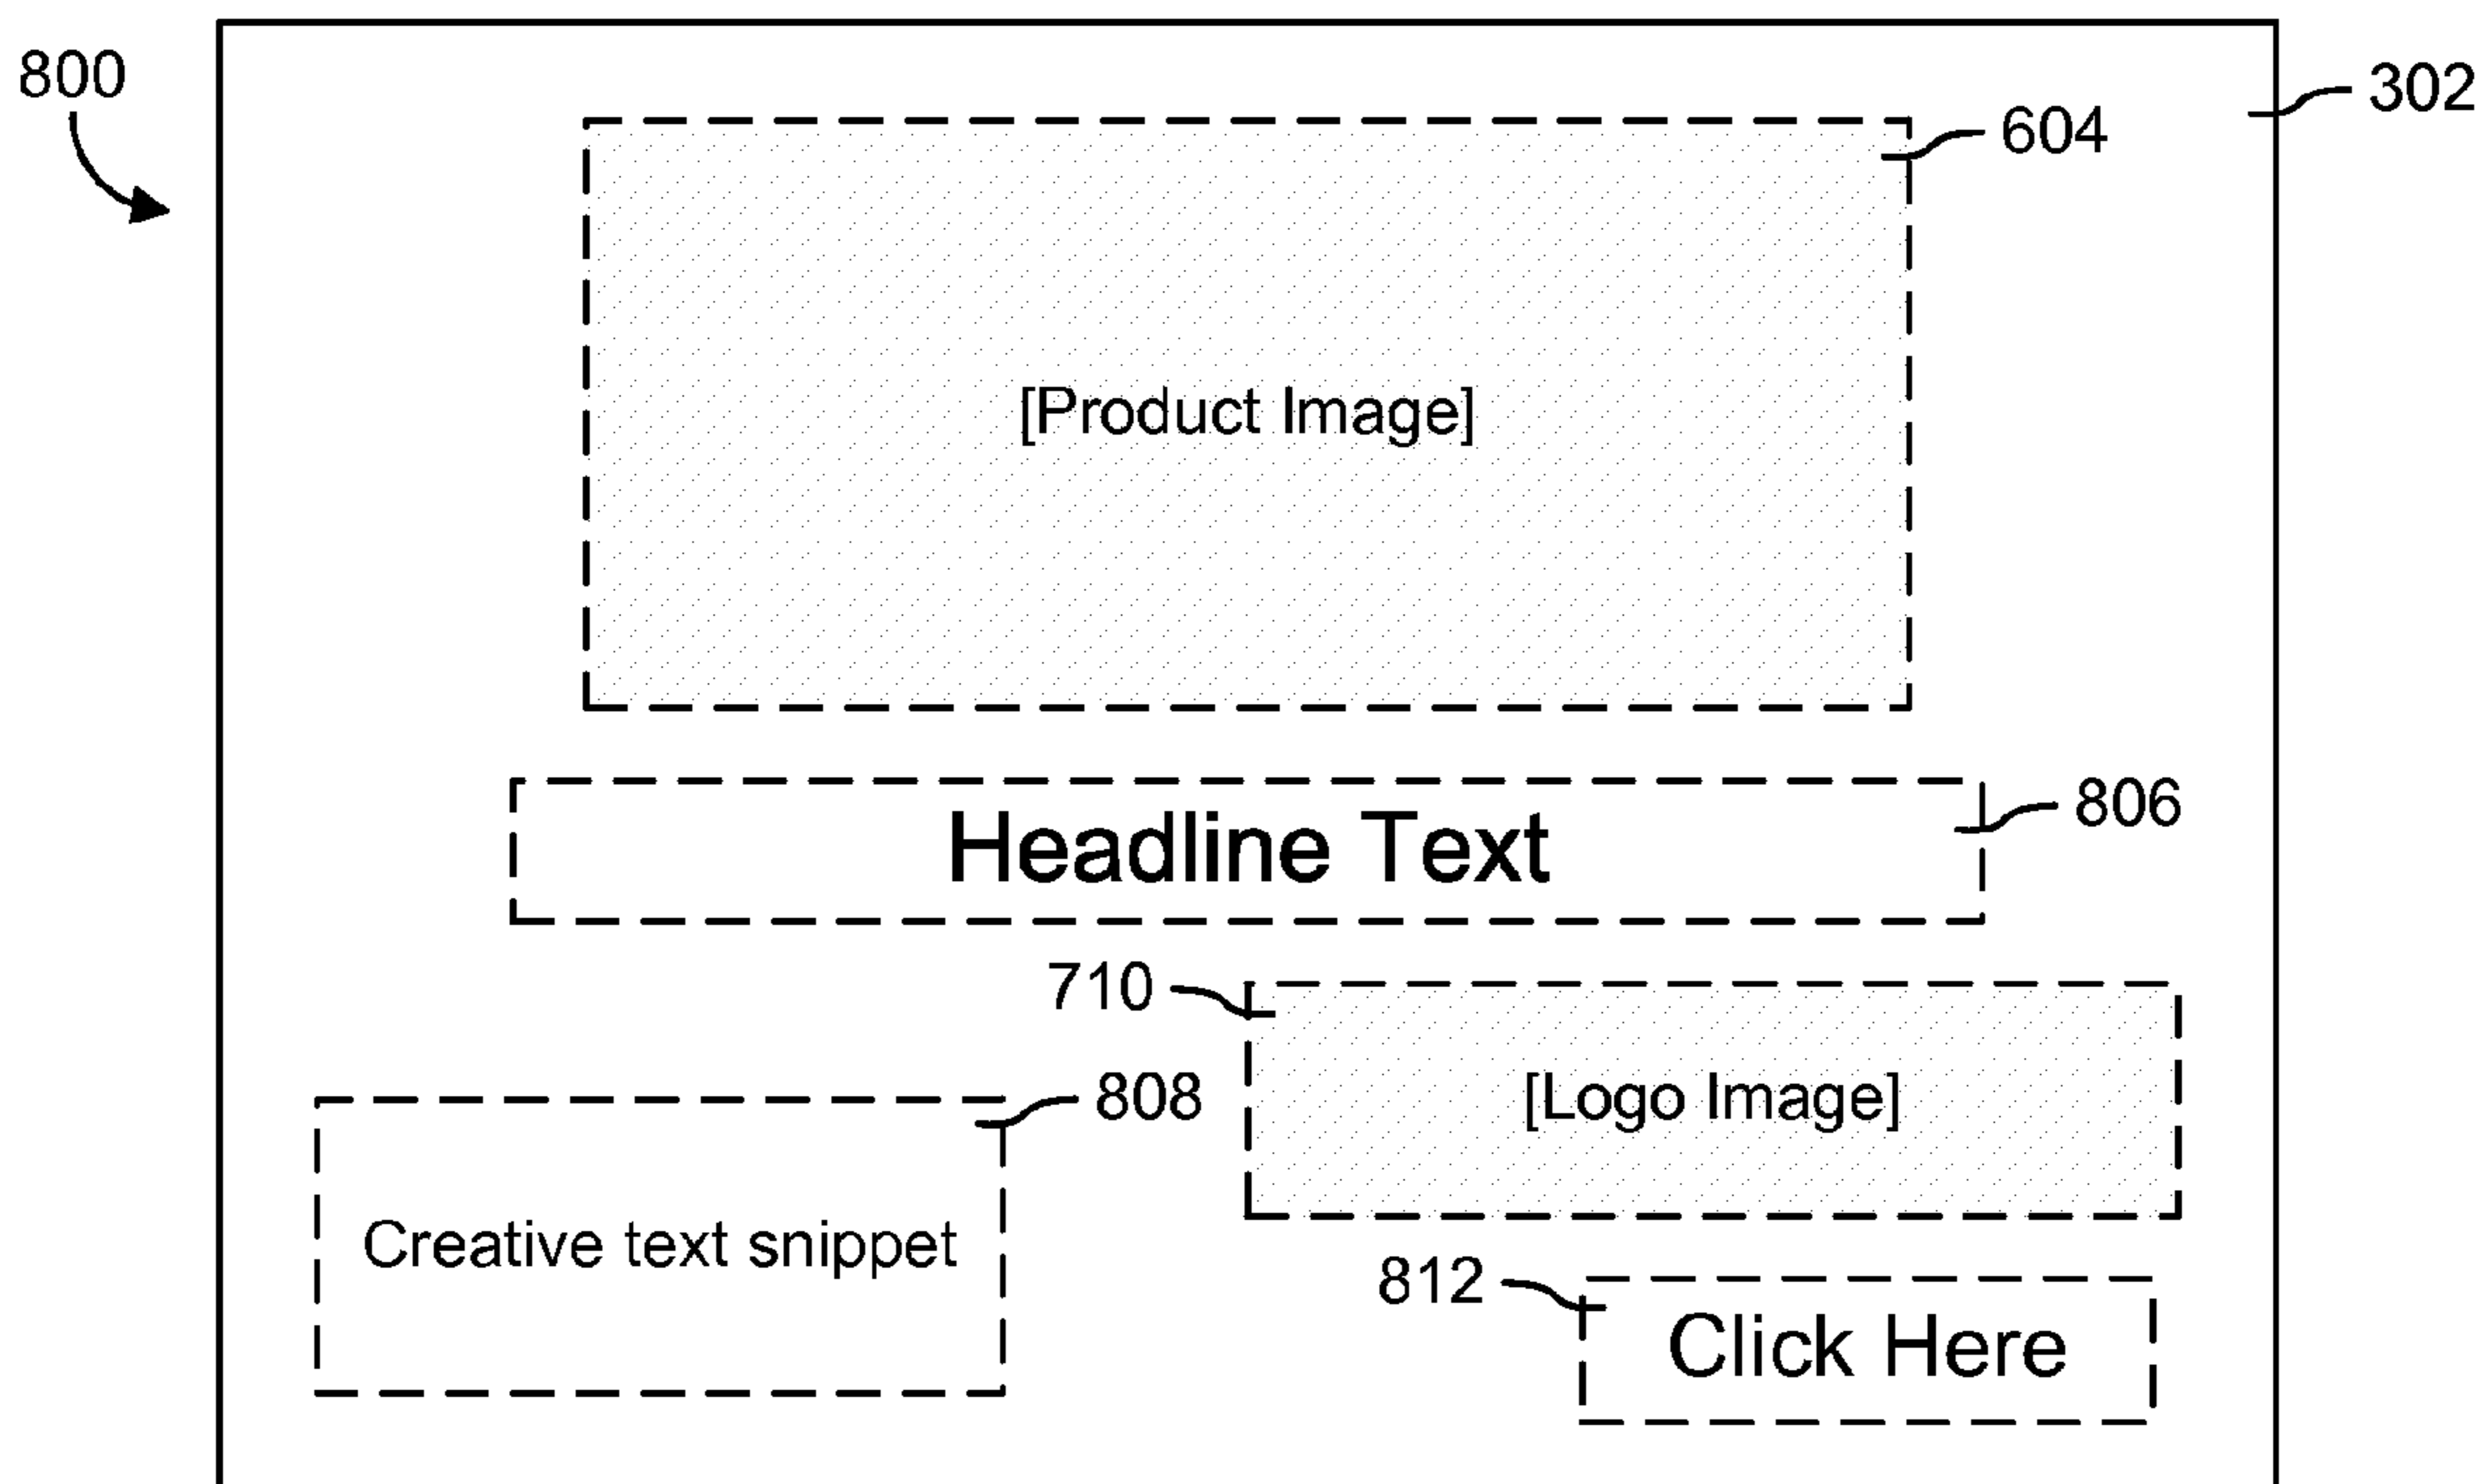 800
302
604
[Product Image]
806
Headline Text
710
[Logo Image]
808
Creative text snippet
812
Click Here